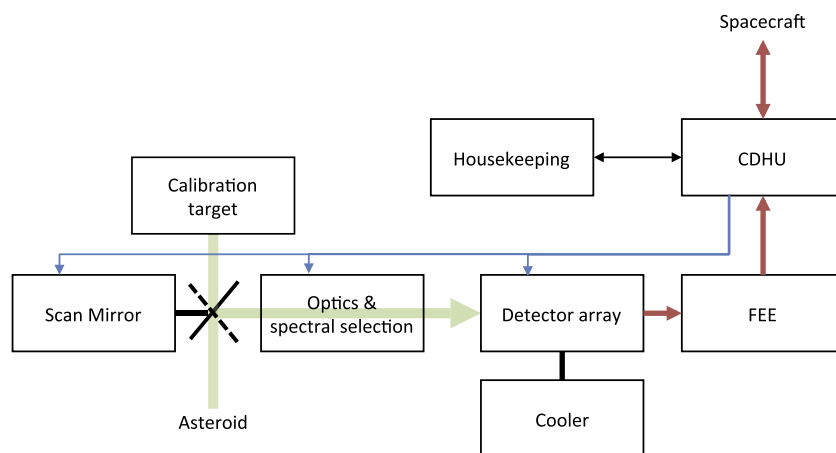 Spacecraft
Housekeeping
CDHU
Calibration
target
Scan Mirror
Optics &
spectral selection
Detector array
FEE
Asteroid
Cooler